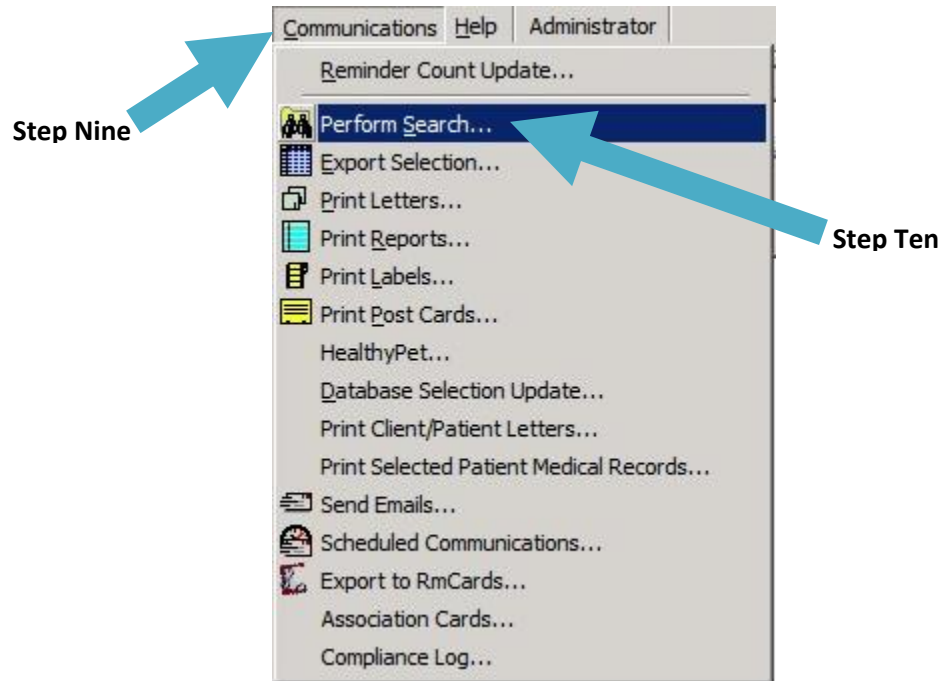 Communications Help Administrator
Reminder Count Update...
Step Nine
Perform Search...
Export Selection...
Print Letters...
Print Reports...
Step Ten
Print Labels...
Print Post Cards...
HealthyPet...
Database Selection Update...
Print Client/Patient Letters...
Print Selected Patient Medical Records...
Send Emails...
Scheduled Communications...
Export to RmCards...
Association Cards...
Compliance Log...